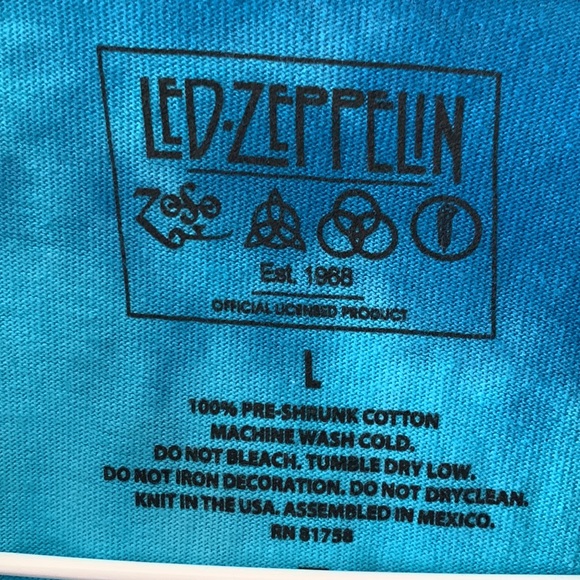 LED·ZEPPELIN
ZoSo
Est. 1968
OFFICIAL LICENSED PRODUCT
L
100% PRE-SHRUNK COTTON
MACHINE WASH COLD.
DO NOT BLEACH. TUMBLE DRY LOW.
DO NOT IRON DECORATION. DO NOT DRYCLEAN.
KNIT IN THE USA. ASSEMBLED IN MEXICO.
RN 81758